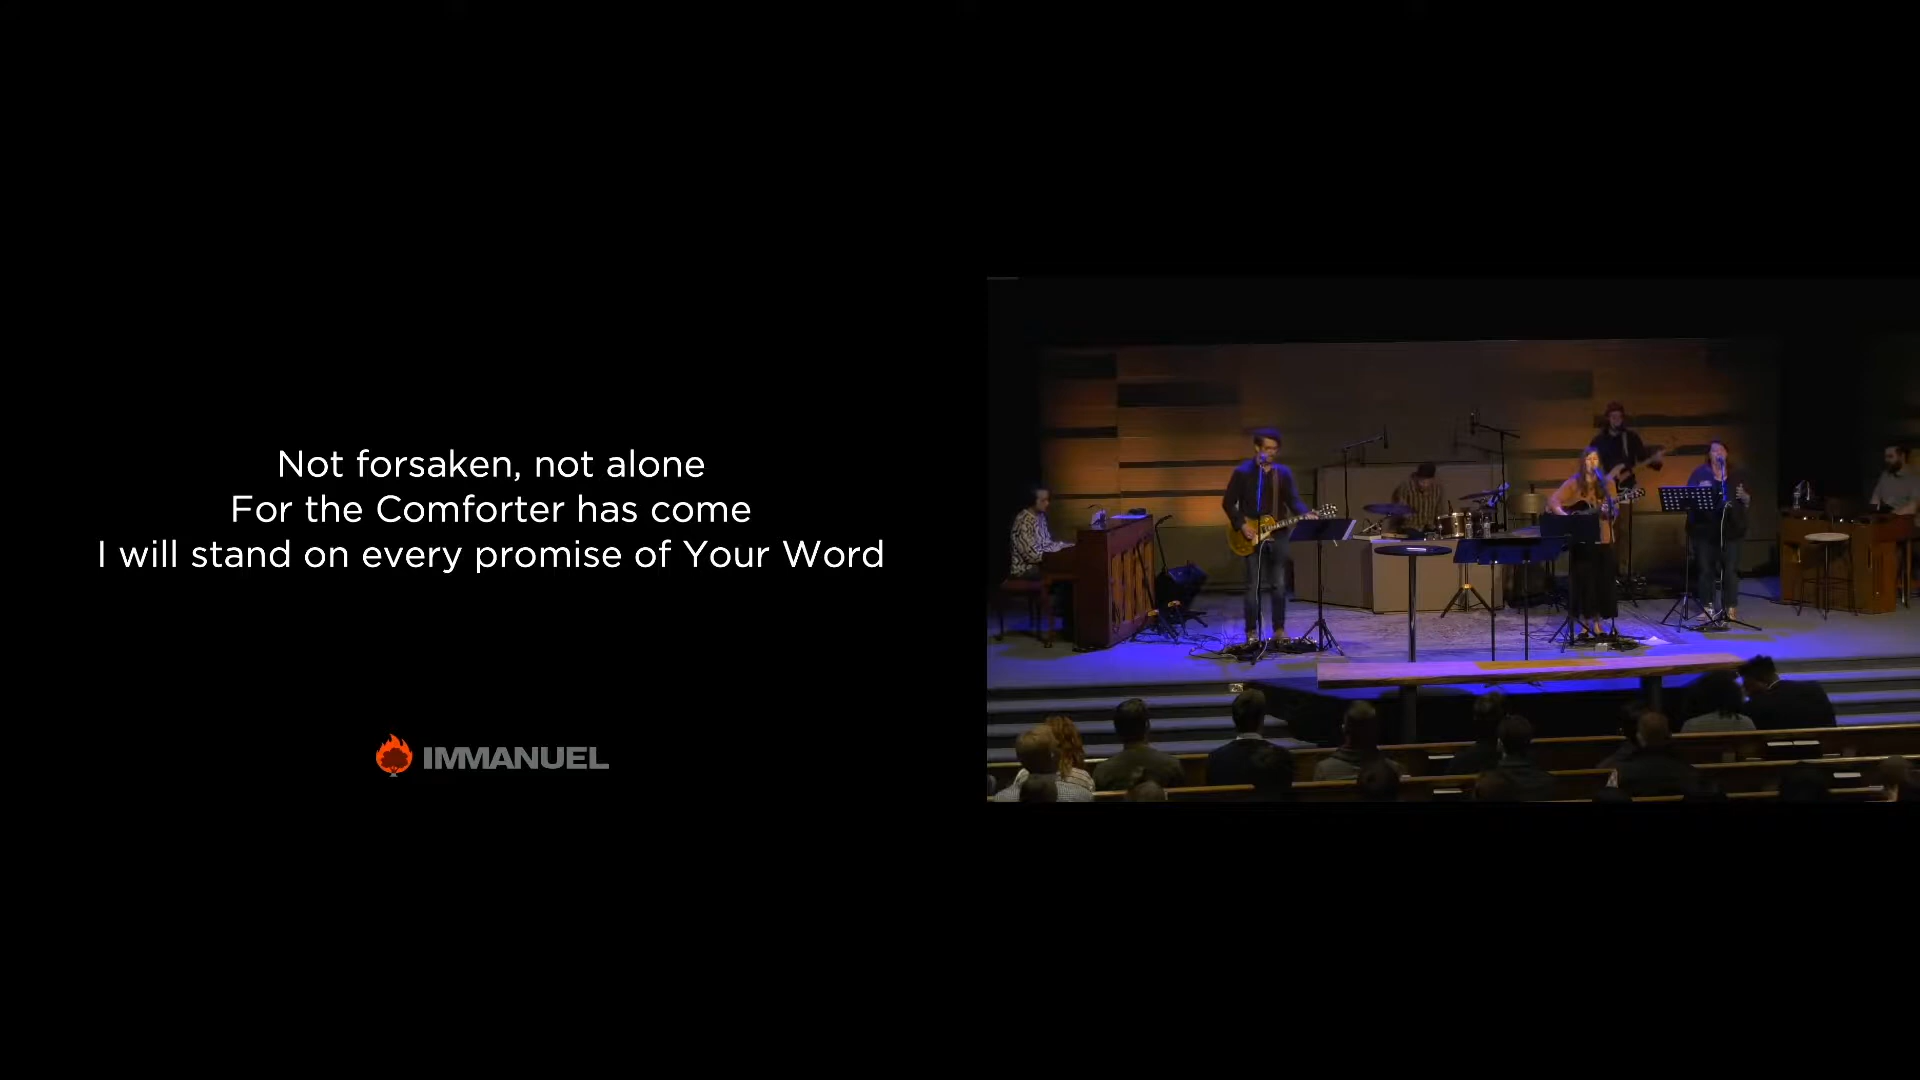 Not forsaken, not alone
For the Comforter has come
I will stand on every promise of Your Word
IMMANUEL